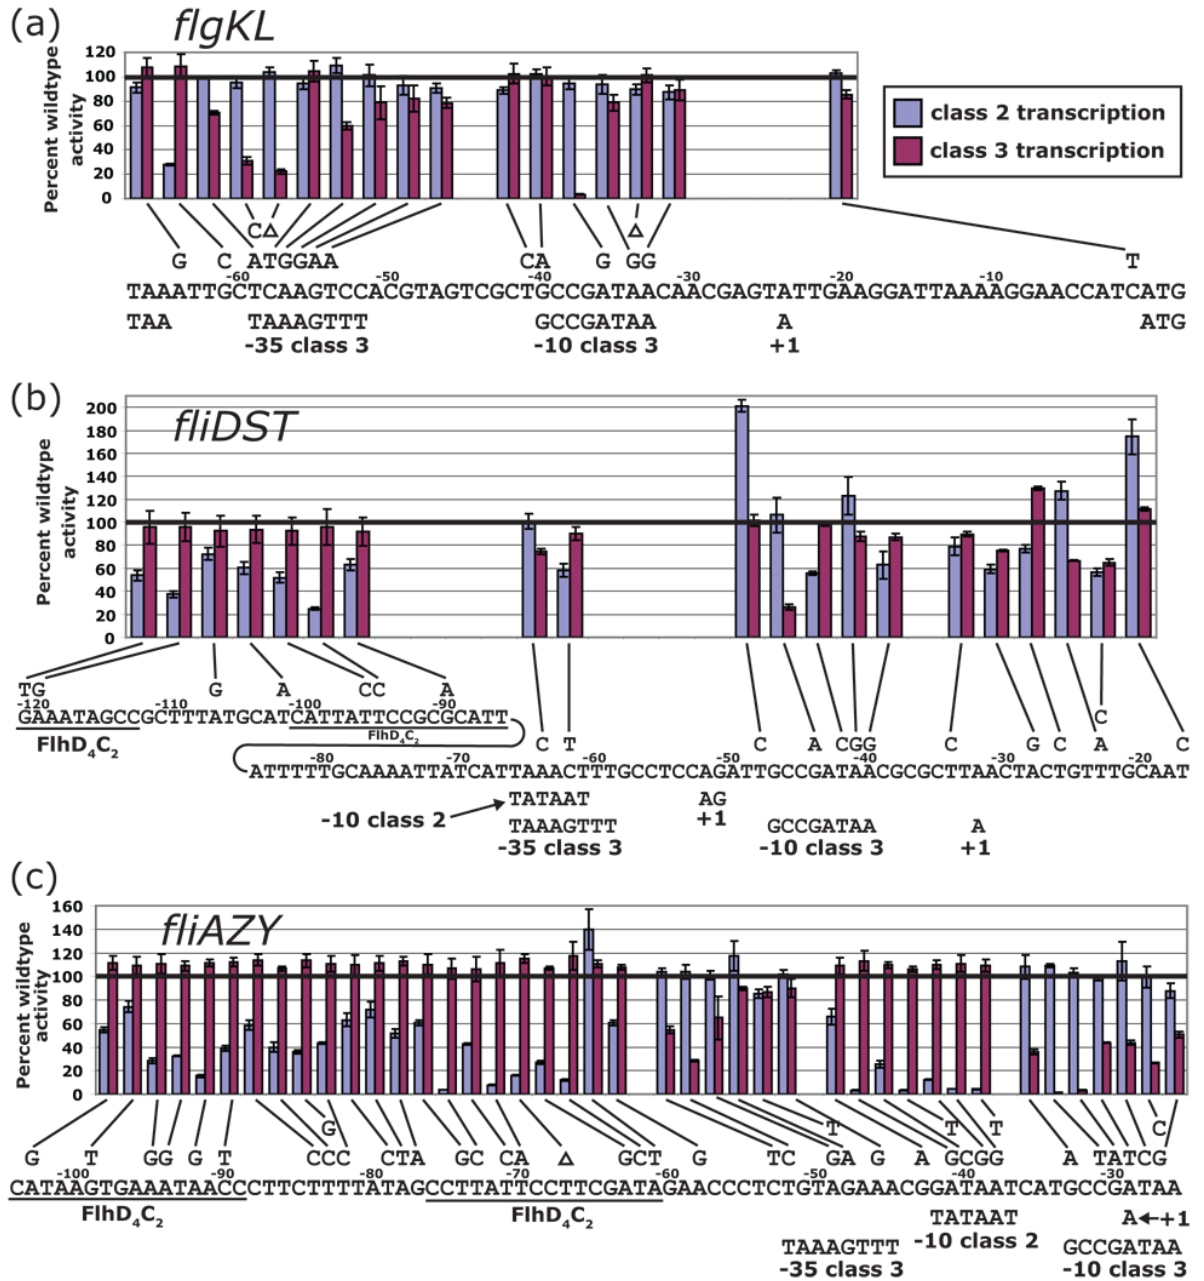 (a) flgKL
120
100
80
60
40
20
0
Percent wildtype activity
class 2 transcription
class 3 transcription
C Δ Δ
G C ATGGAA CA G GG T
-60 -50 -40 -30 -20 -10
TAAATTGCTCAAGTCCACGTAGTCGCTGCCGATAACAACGAGTATTGAAGGATTAAAAGGAACCATCATG
TAA TAAAGTTT GCCGATAA A ATG
-35 class 3 -10 class 3 +1
(b) fliDST
200
180
160
140
120
100
80
60
40
20
0
Percent wildtype activity
TG G A CC A
-120 -110 -100 -90
GAAATAGCCGCTTTATGCATCATTATTCCGCGCATT
FlhD4C2 FlhD4C2
C
C T C A CGG C G C A C
-80 -70 -60 -50 -40 -30 -20
ATTTTTGCAAAATTATCATTAAACTTTGCCTCCAGATTGCCGATAACGCGCTTAACTACTGTTTGCAAT
-10 class 2 TATAAT AG
+1
TAAAGTTT GCCGATAA A
-35 class 3 -10 class 3 +1
(c) fliAZY
160
140
120
100
80
60
40
20
0
Percent wildtype activity
G T T T C
G T GG G T CCC CTA GC CA Δ GCT G TC GA G A GCGG A TATCG
-100 -90 -80 -70 -60 -50 -40 -30
CATAAGTGAAATAACCCTTCTTTTATAGCCTTATTCCTTCGATAGAACCCTCTGTAGAAACGGATAATCATGCCGATAA
FlhD4C2 FlhD4C2 TATAAT A←+1
-10 class 2
TAAAGTTT GCCGATAA
-35 class 3 -10 class 3